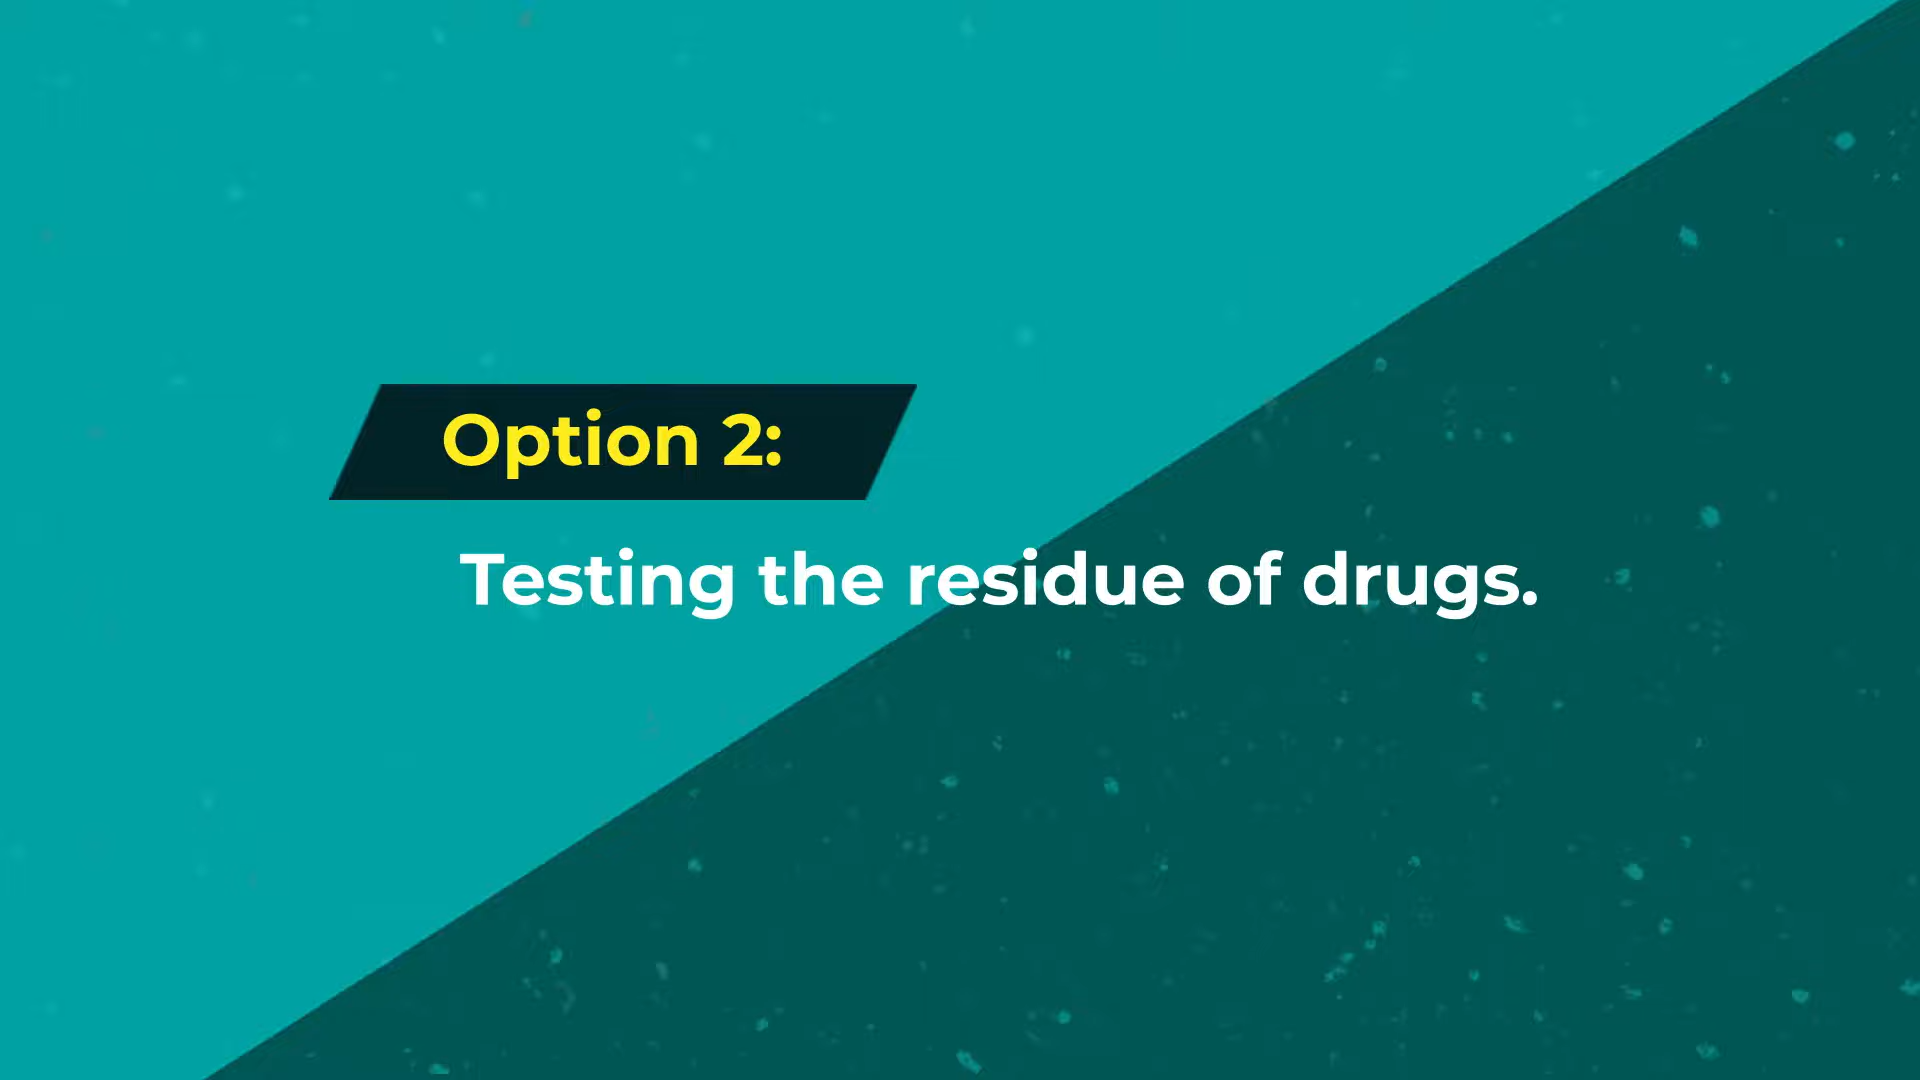 Option 2:
Testing the residue of drugs.